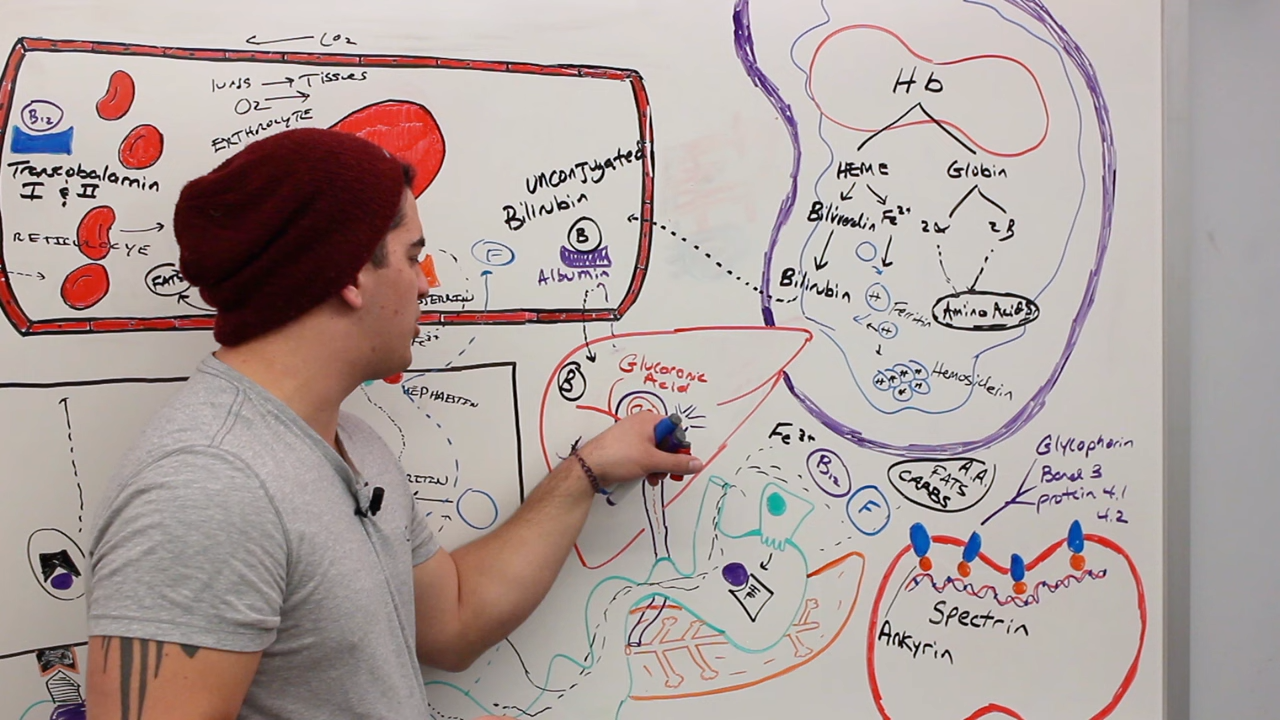 CO2
LUNGS → TISSUES
O2 →
ERYTHROCYTE
B12
Transcobalamin
I & II
RETICULOCYTE
FATS
unconjugated
Bilirubin
B
Albumin
F
Fe2+
HEPHAESTIN
B
Glucoronic
Acid
Hb
HEME
Globin
Biliverdin
Fe2+
2α
2β
Bilirubin
Ferritin
Amino Acids
Hemosiderin
Fe2+
B12
F
A.A.
FATS
CARBS
Glycophorin
Band 3
protein 4.1
4.2
Spectrin
Ankyrin